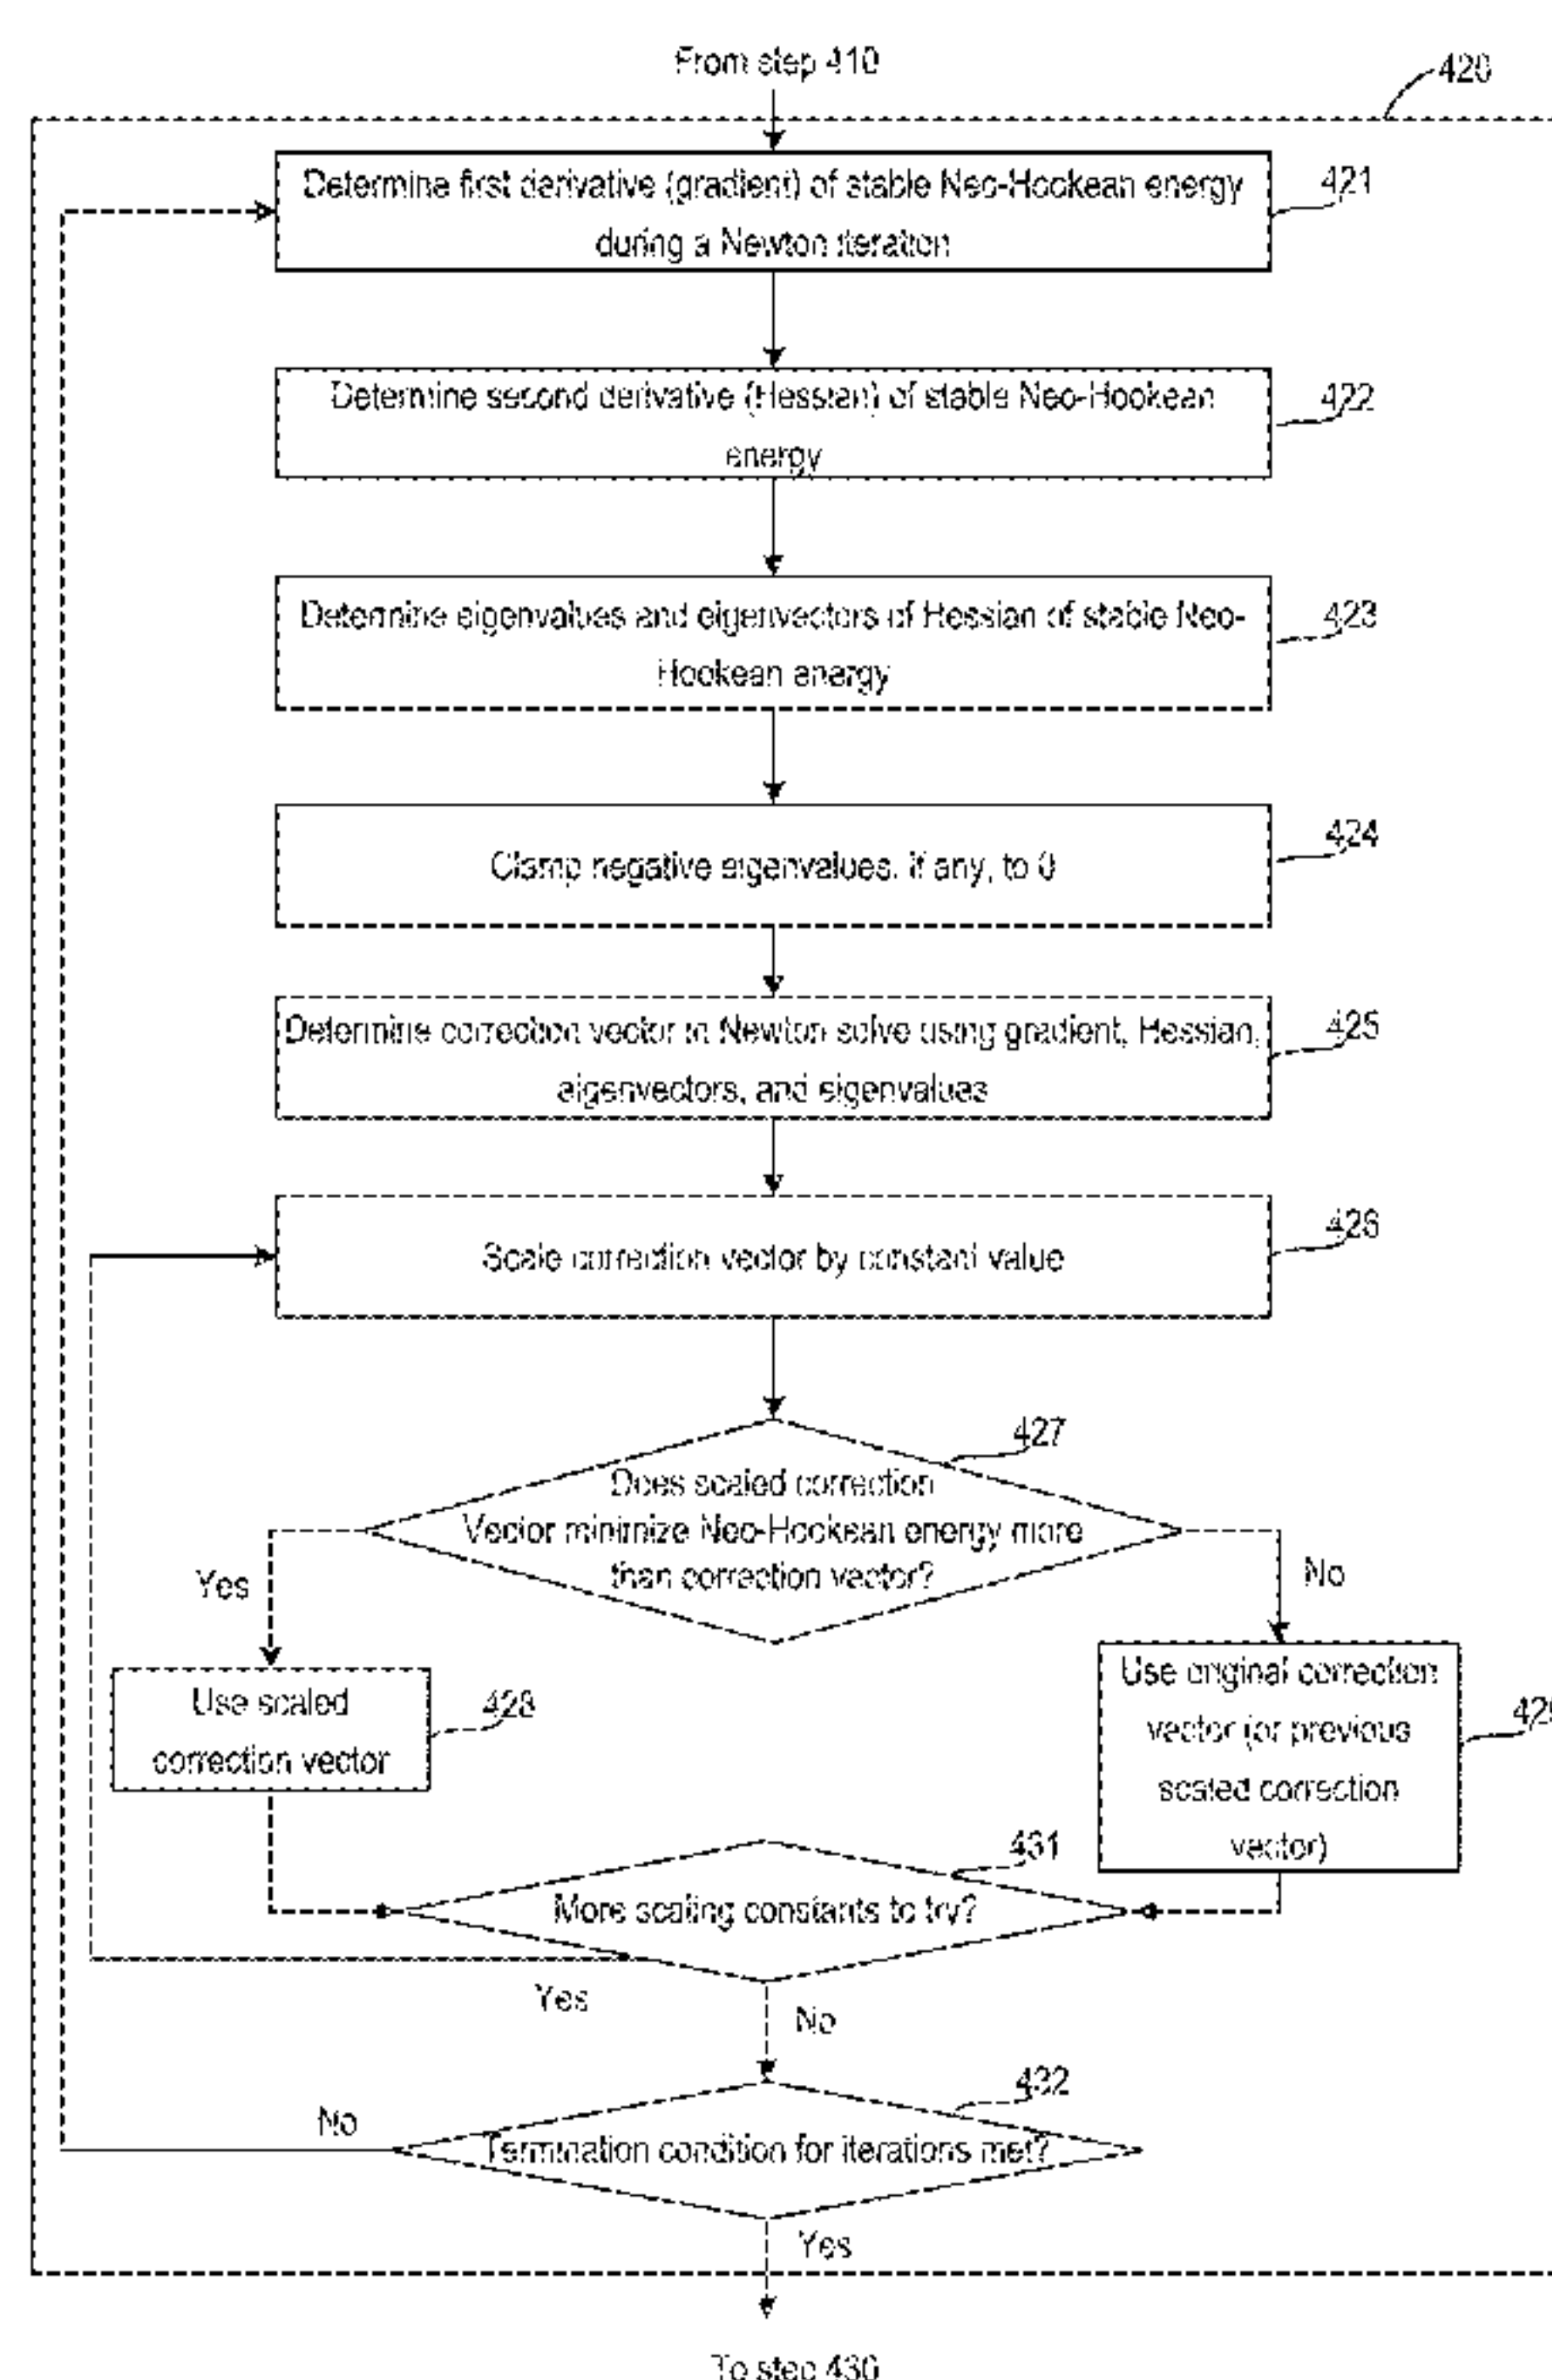 From step 410
420
Determine first derivative (gradient) of stable Neo-Hookean energy
during a Newton iteration
421
Determine second derivative (Hessian) of stable Neo-Hookean
energy
422
Determine eigenvalues and eigenvectors of Hessian of stable Neo-
Hookean energy
423
Clamp negative eigenvalues, if any, to 0
424
Determine correction vector in Newton solve using gradient, Hessian,
eigenvectors, and eigenvalues
425
Scale correction vector by constant value
426
427
Does scaled correction
Vector minimize Neo-Hookean energy more
than correction vector?
Yes
No
Use scaled
correction vector
428
Use original correction
vector (or previous
scaled correction
vector)
431
More scaling constants to try?
Yes
No
432
No
Termination condition for iterations met?
Yes
To step 430